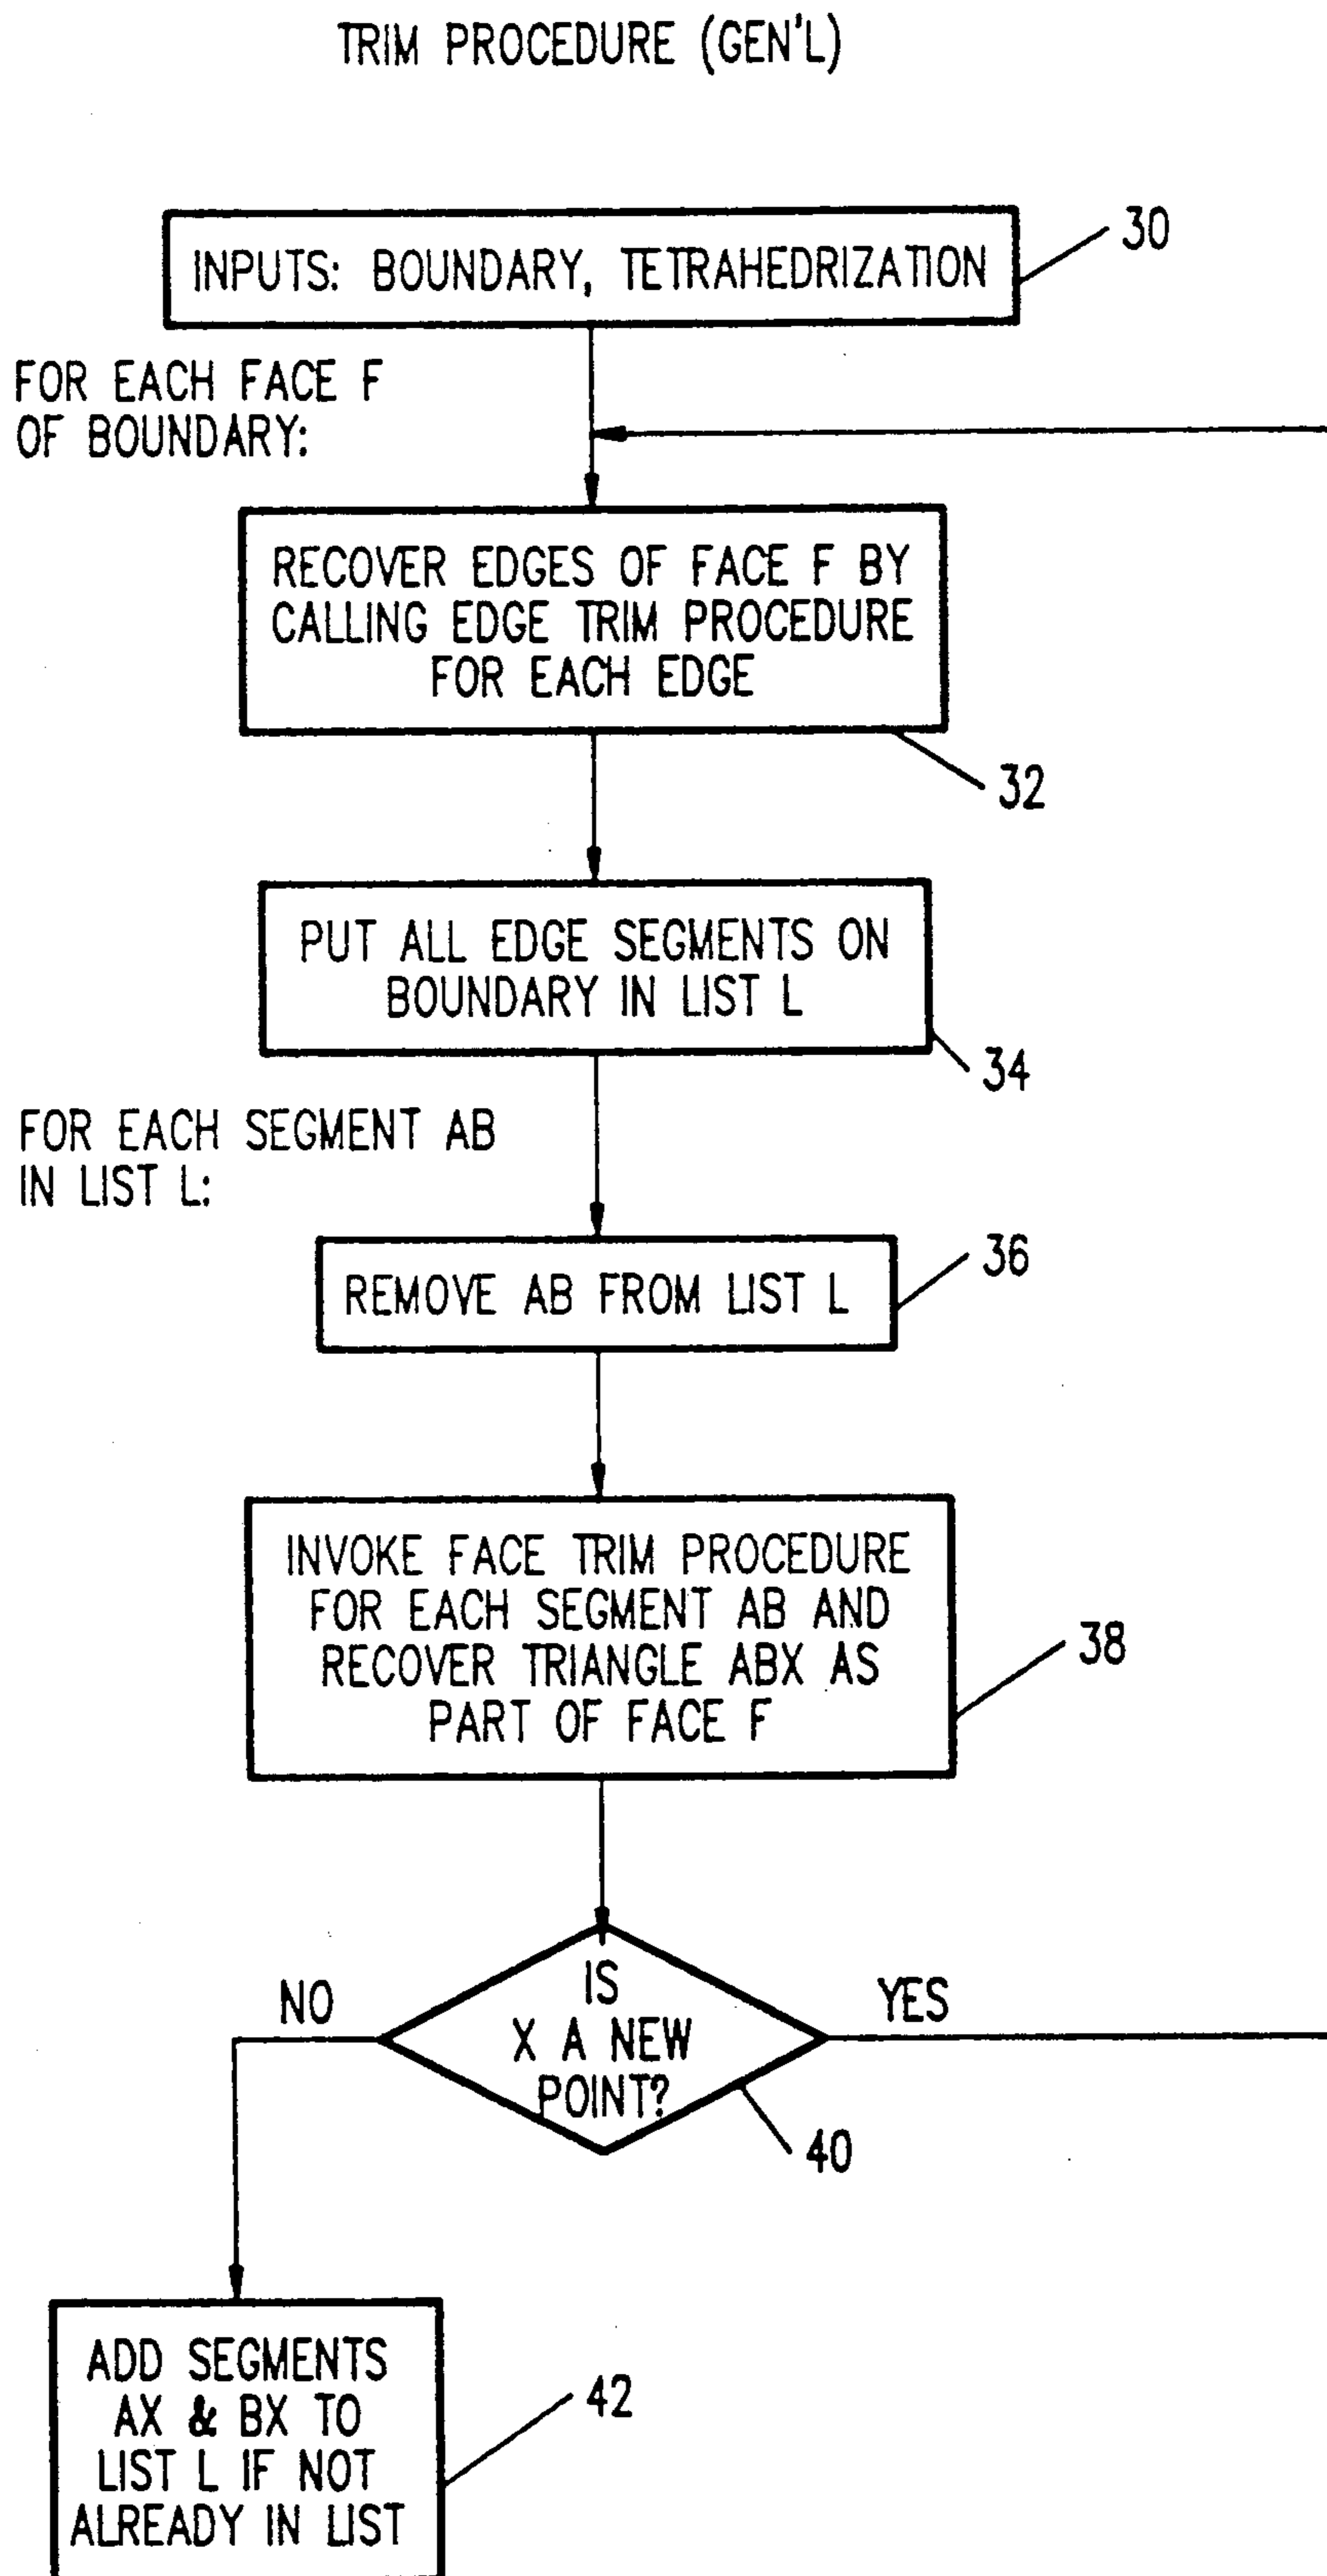 TRIM PROCEDURE (GEN'L)
INPUTS: BOUNDARY, TETRAHEDRIZATION
30
FOR EACH FACE F
OF BOUNDARY:
RECOVER EDGES OF FACE F BY
CALLING EDGE TRIM PROCEDURE
FOR EACH EDGE
32
PUT ALL EDGE SEGMENTS ON
BOUNDARY IN LIST L
34
FOR EACH SEGMENT AB
IN LIST L:
REMOVE AB FROM LIST L
36
INVOKE FACE TRIM PROCEDURE
FOR EACH SEGMENT AB AND
RECOVER TRIANGLE ABX AS
PART OF FACE F
38
NO
IS
X A NEW
POINT?
YES
40
ADD SEGMENTS
AX & BX TO
LIST L IF NOT
ALREADY IN LIST
42